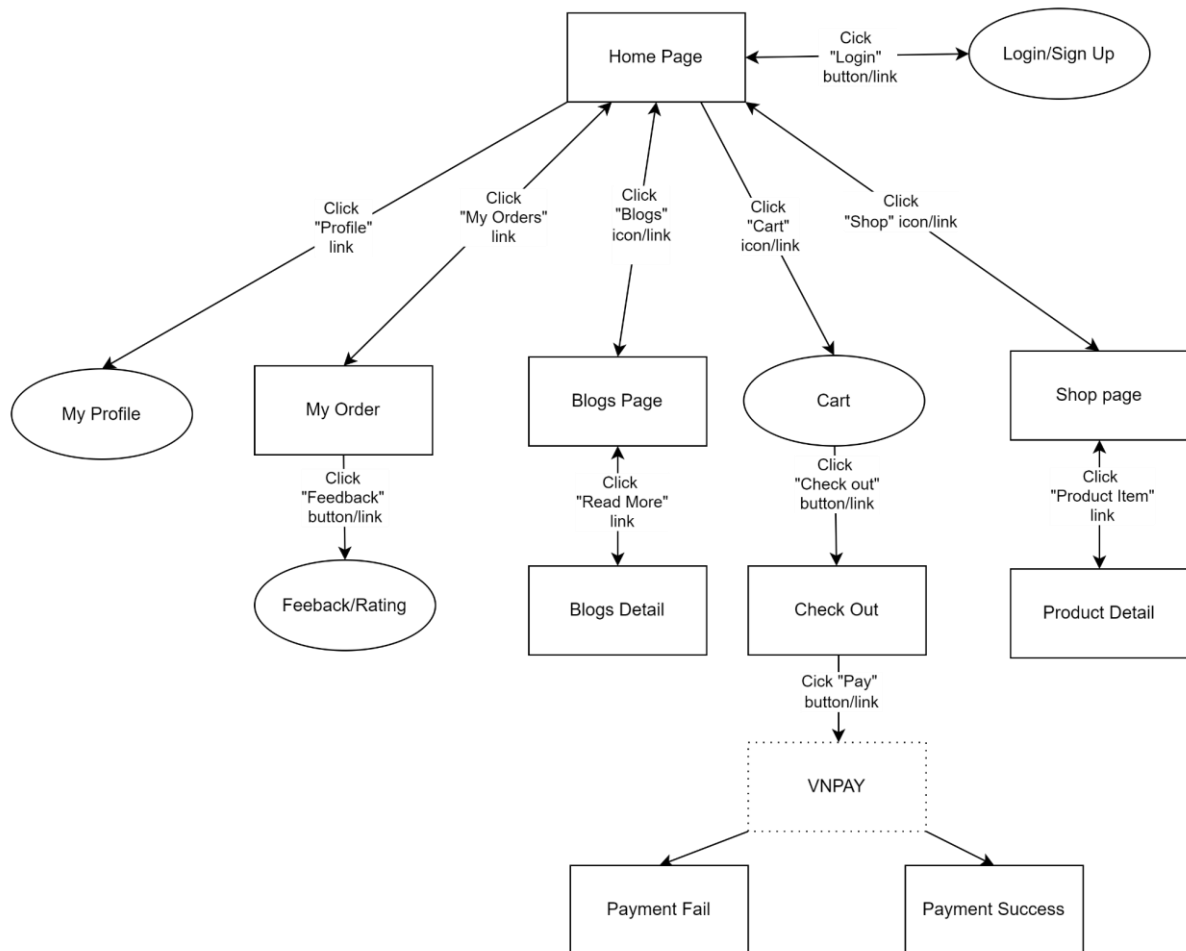 Home Page
Cick
"Login"
button/link
Login/Sign Up
Click
"Profile"
link
Click
"My Orders"
link
Click
"Blogs"
icon/link
Click
"Cart"
icon/link
Click
"Shop" icon/link
My Profile
My Order
Blogs Page
Cart
Shop page
Click
"Feedback"
button/link
Click
"Read More"
link
Click
"Check out"
button/link
Click
"Product Item"
link
Feeback/Rating
Blogs Detail
Check Out
Product Detail
Cick "Pay"
button/link
VNPAY
Payment Fail
Payment Success